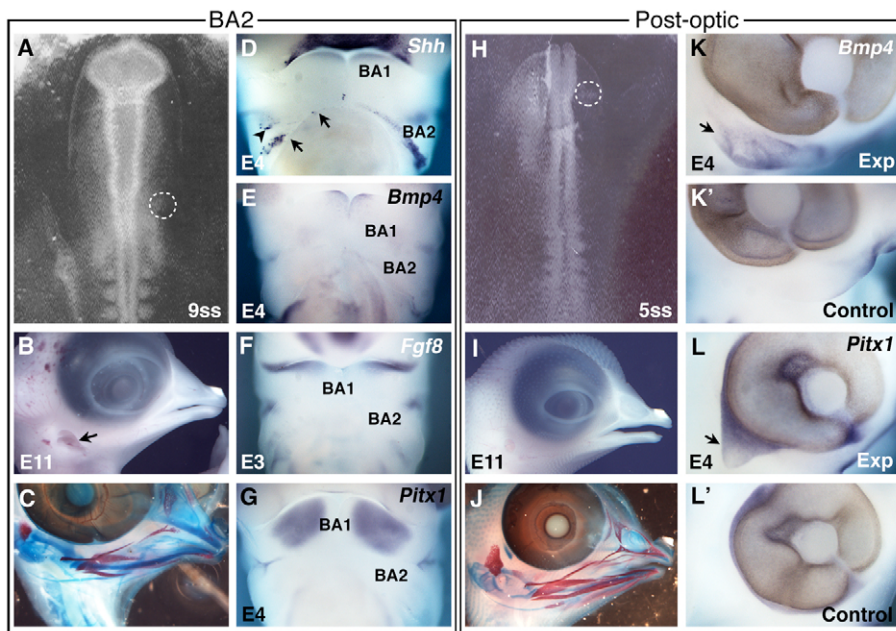 BA2
Post-optic
A
9ss
B
E11
C
D
Shh
BA1
BA2
E4
E
Bmp4
BA1
BA2
E4
F
Fgf8
BA1
BA2
E3
G
Pitx1
BA1
BA2
E4
H
5ss
I
E11
J
K
Bmp4
E4
Exp
K'
Control
L
Pitx1
E4
Exp
L'
Control